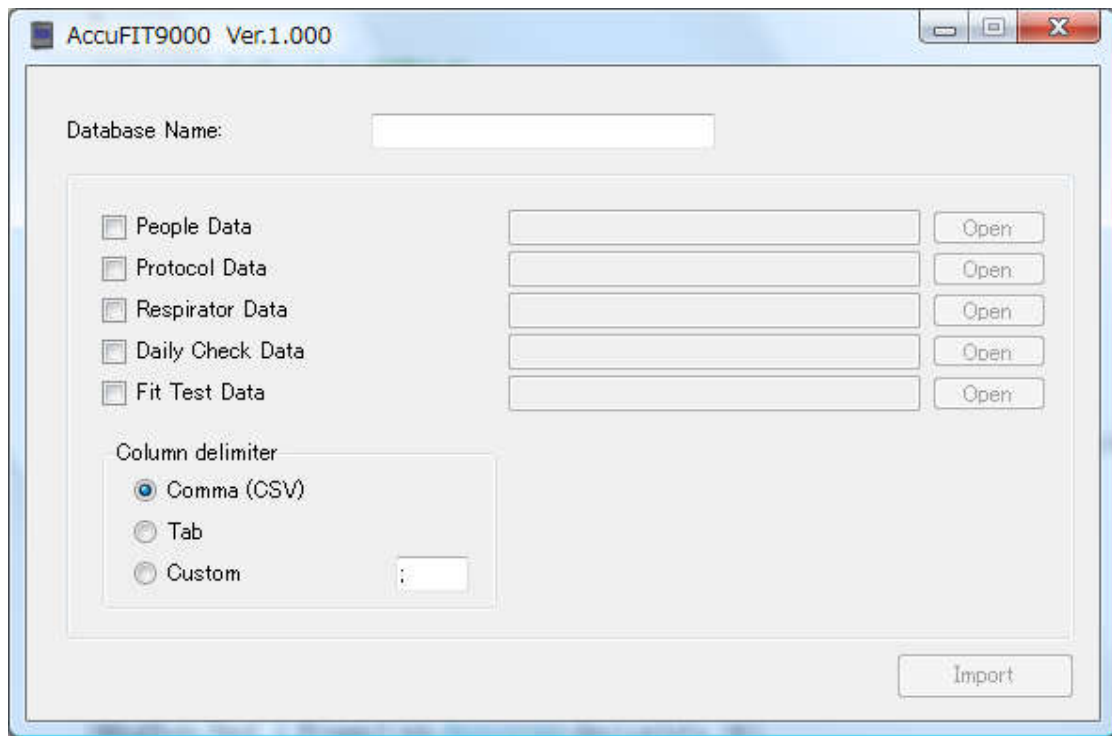 AccuFIT9000 Ver.1.000
Database Name:
People Data Open
Protocol Data Open
Respirator Data Open
Daily Check Data Open
Fit Test Data Open
Column delimiter
Comma (CSV)
Tab
Custom ;
Import